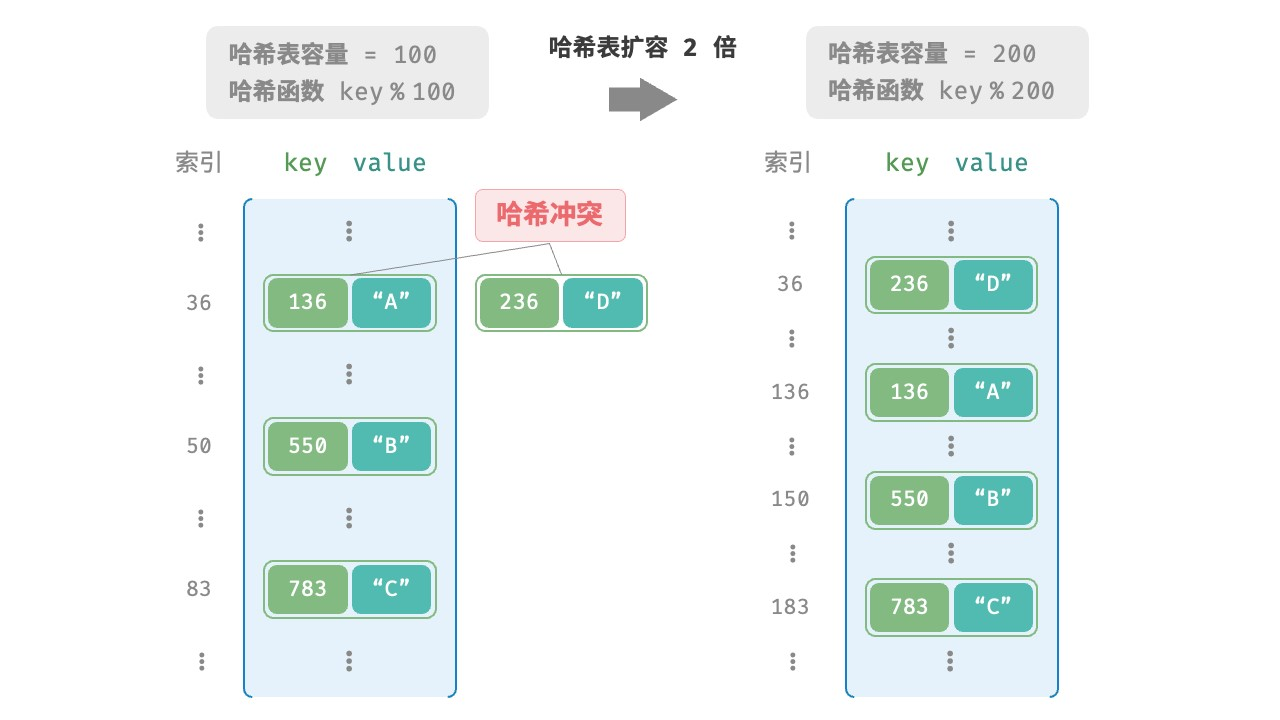 哈希表容量 = 100
哈希函数 key % 100
哈希表扩容 2 倍
哈希表容量 = 200
哈希函数 key % 200
索引 key value
哈希冲突
36 136 “A” 236 “D”
50 550 “B”
83 783 “C”
索引 key value
36 236 “D”
136 136 “A”
150 550 “B”
183 783 “C”